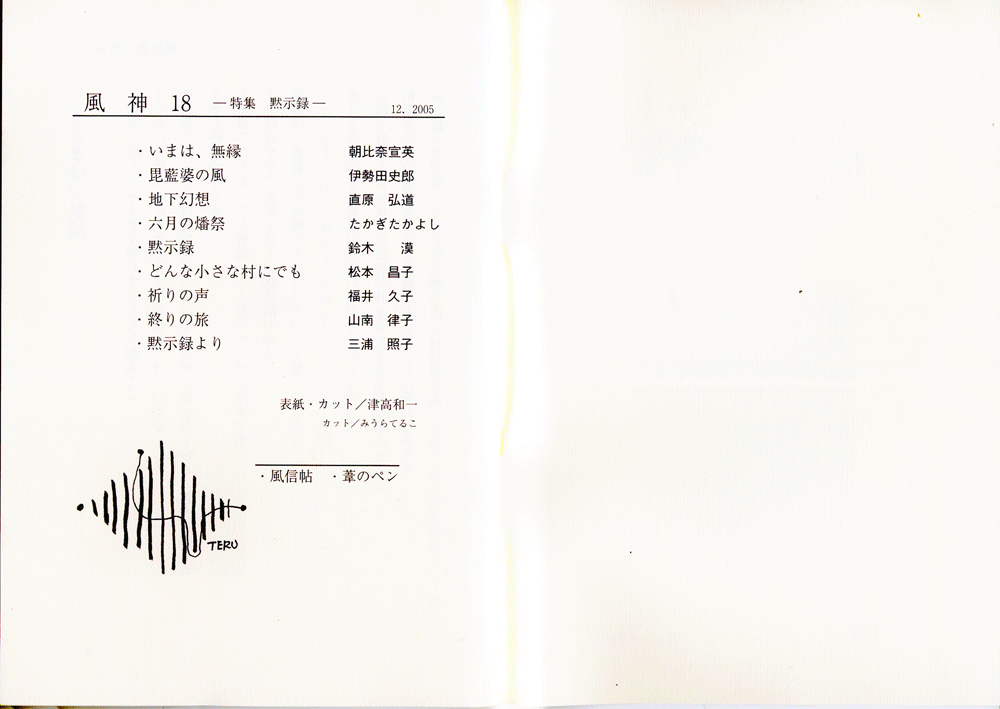 風 神 18 ―特集 黙示録― 12. 2005
・いまは、無縁 朝比奈宣英
・毘藍婆の風 伊勢田史郎
・地下幻想 直原 弘道
・六月の燔祭 たかぎたかよし
・黙示録 鈴木 漠
・どんな小さな村にでも 松本 昌子
・祈りの声 福井 久子
・終りの旅 山南 律子
・黙示録より 三浦 照子
表紙・カット／津高和一
カット／みうらてるこ
・風信帖 ・葦のペン
TERU